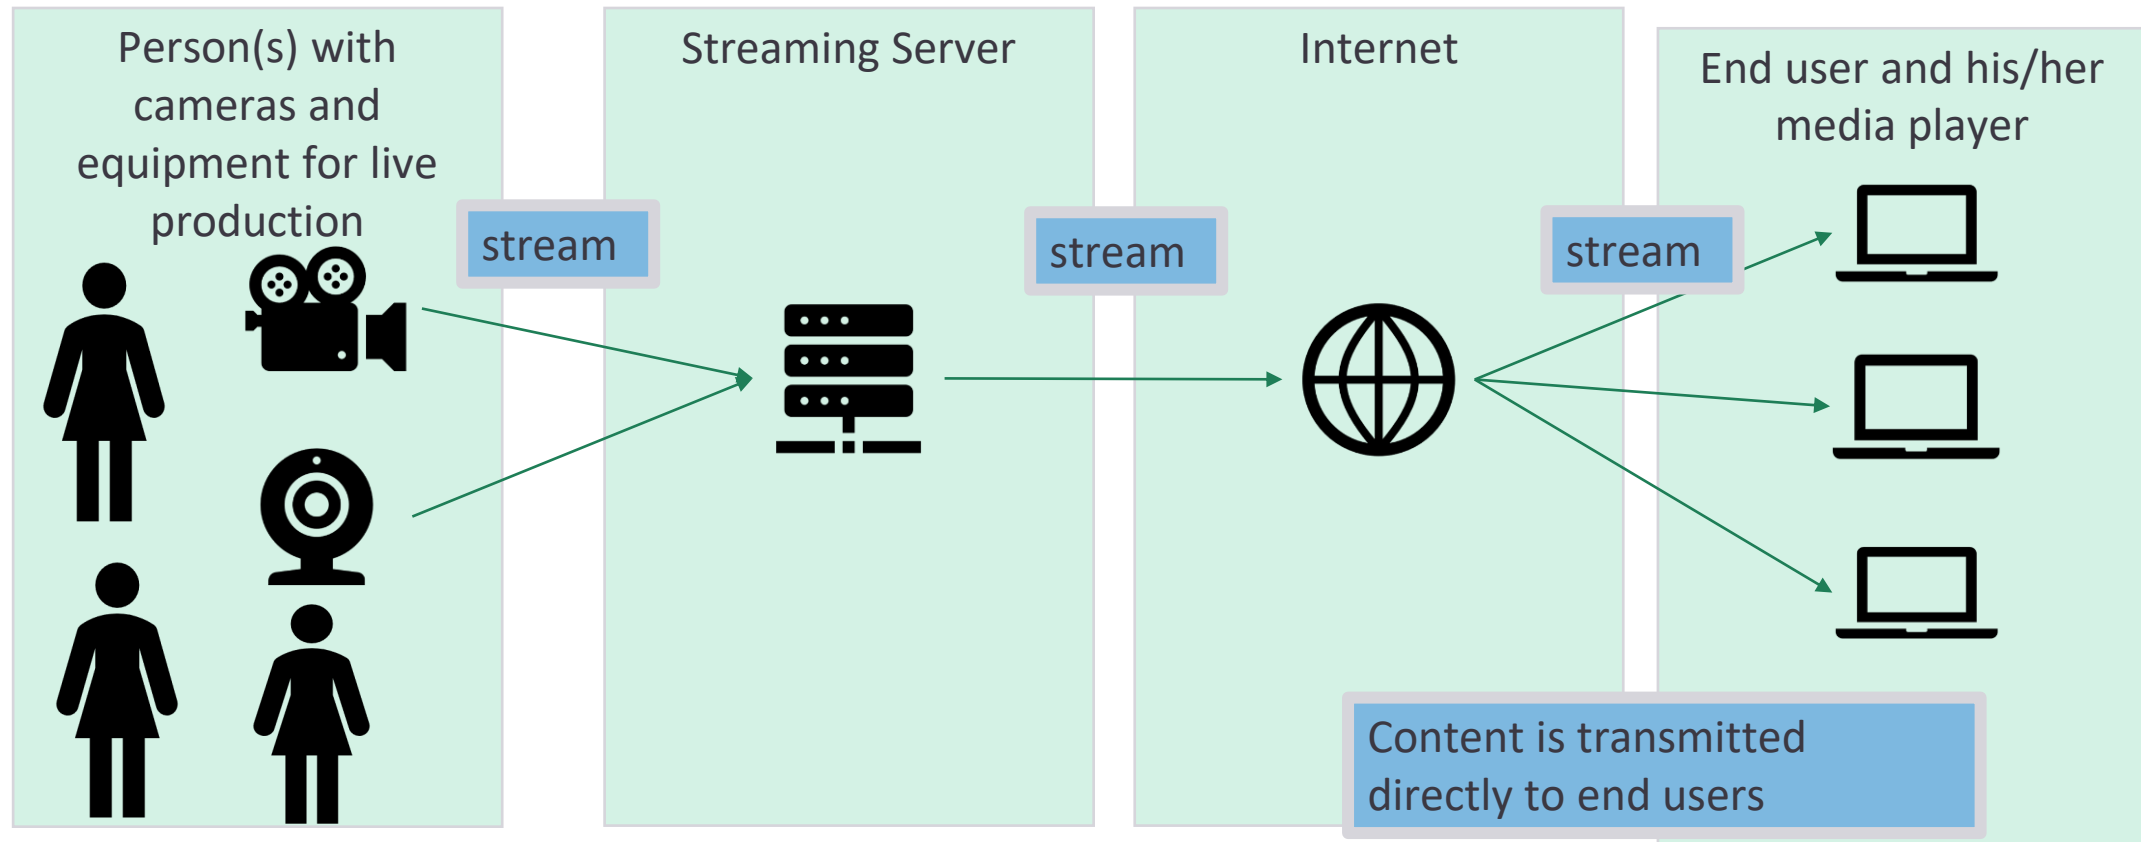 Person(s) with
cameras and
equipment for live
production
Streaming Server
Internet
End user and his/her
media player
stream
stream
stream
Content is transmitted
directly to end users